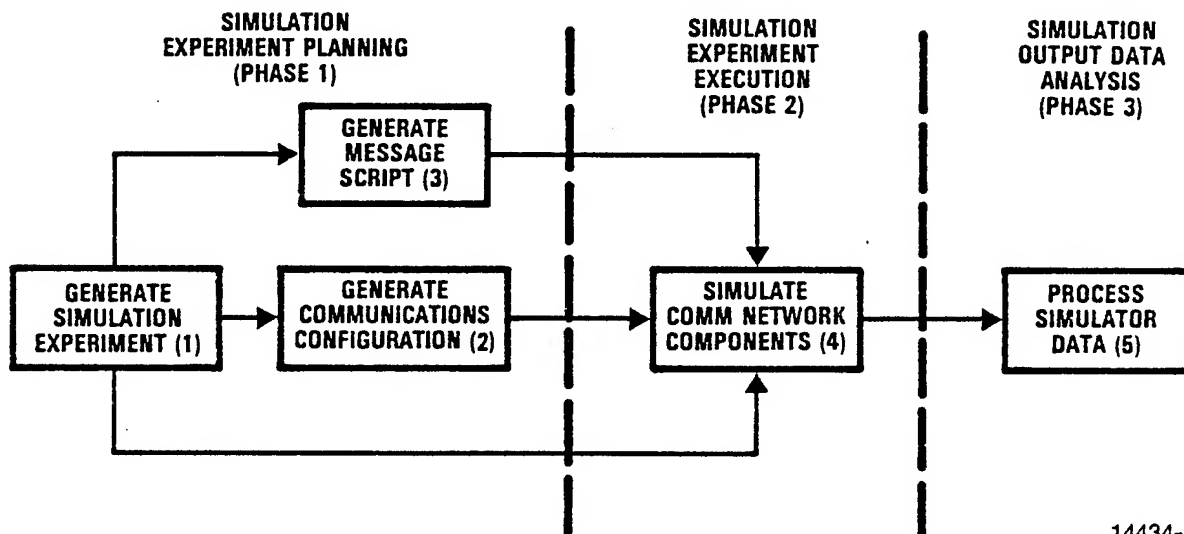 SIMULATION
EXPERIMENT PLANNING
(PHASE 1)
SIMULATION
EXPERIMENT
EXECUTION
(PHASE 2)
SIMULATION
OUTPUT DATA
ANALYSIS
(PHASE 3)
GENERATE
MESSAGE
SCRIPT (3)
GENERATE
SIMULATION
EXPERIMENT (1)
GENERATE
COMMUNICATIONS
CONFIGURATION (2)
SIMULATE
COMM NETWORK
COMPONENTS (4)
PROCESS
SIMULATOR
DATA (5)
14434-